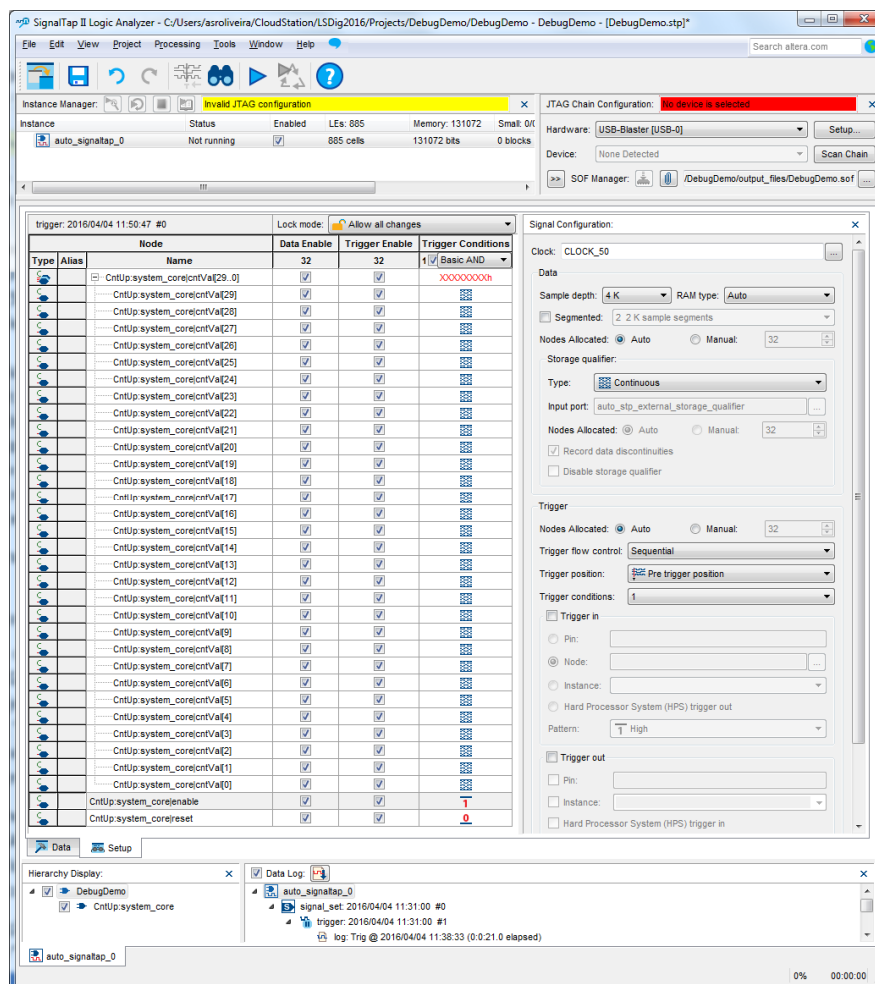 SignalTap II Logic Analyzer - C:/Users/asroliveira/CloudStation/LSDig2016/Projects/DebugDemo/DebugDemo - DebugDemo - [DebugDemo.stp]*
File Edit View Project Processing Tools Window Help
Search altera.com
Instance Manager: Invalid JTAG configuration
Instance Status Enabled LEs: 885 Memory: 131072 Small: 0/
auto_signaltap_0 Not running 885 cells 131072 bits 0 blocks
JTAG Chain Configuration: No device is selected
Hardware: USB-Blaster [USB-0] Setup...
Device: None Detected Scan Chain
>> SOF Manager: /DebugDemo/output_files/DebugDemo.sof ...
trigger: 2016/04/04 11:50:47 #0 Lock mode: Allow all changes
Node Data Enable Trigger Enable Trigger Conditions
Type Alias Name 32 32 1 Basic AND
CntUp:system_core|cntVal[29..0] XXXXXXXXh
CntUp:system_core|cntVal[29]
CntUp:system_core|cntVal[28]
CntUp:system_core|cntVal[27]
CntUp:system_core|cntVal[26]
CntUp:system_core|cntVal[25]
CntUp:system_core|cntVal[24]
CntUp:system_core|cntVal[23]
CntUp:system_core|cntVal[22]
CntUp:system_core|cntVal[21]
CntUp:system_core|cntVal[20]
CntUp:system_core|cntVal[19]
CntUp:system_core|cntVal[18]
CntUp:system_core|cntVal[17]
CntUp:system_core|cntVal[16]
CntUp:system_core|cntVal[15]
CntUp:system_core|cntVal[14]
CntUp:system_core|cntVal[13]
CntUp:system_core|cntVal[12]
CntUp:system_core|cntVal[11]
CntUp:system_core|cntVal[10]
CntUp:system_core|cntVal[9]
CntUp:system_core|cntVal[8]
CntUp:system_core|cntVal[7]
CntUp:system_core|cntVal[6]
CntUp:system_core|cntVal[5]
CntUp:system_core|cntVal[4]
CntUp:system_core|cntVal[3]
CntUp:system_core|cntVal[2]
CntUp:system_core|cntVal[1]
CntUp:system_core|cntVal[0]
CntUp:system_core|enable 1
CntUp:system_core|reset 0
Signal Configuration:
Clock: CLOCK_50 ...
Data
Sample depth: 4 K RAM type: Auto
Segmented: 2 2 K sample segments
Nodes Allocated: Auto Manual: 32
Storage qualifier:
Type: Continuous
Input port: auto_stp_external_storage_qualifier ...
Nodes Allocated: Auto Manual: 32
Record data discontinuities
Disable storage qualifier
Trigger
Nodes Allocated: Auto Manual: 32
Trigger flow control: Sequential
Trigger position: Pre trigger position
Trigger conditions: 1
Trigger in
Pin:
Node: ...
Instance:
Hard Processor System (HPS) trigger out
Pattern: 1 High
Trigger out
Pin:
Instance:
Hard Processor System (HPS) trigger in
Data Setup
Hierarchy Display:
DebugDemo
CntUp:system_core
Data Log:
auto_signaltap_0
signal_set: 2016/04/04 11:31:00 #0
trigger: 2016/04/04 11:31:00 #1
log: Trig @ 2016/04/04 11:38:33 (0:0:21.0 elapsed)
auto_signaltap_0
0% 00:00:00